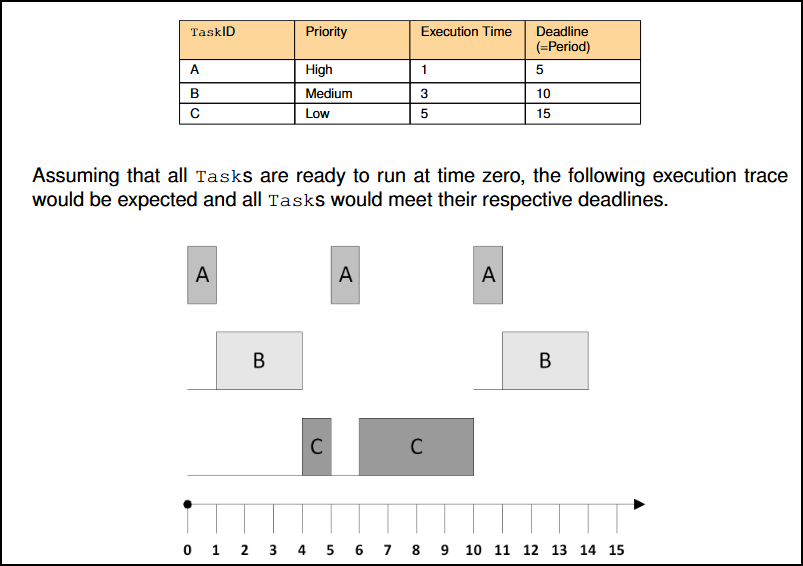 TaskID Priority Execution Time Deadline
(=Period)
A High 1 5
B Medium 3 10
C Low 5 15
Assuming that all Tasks are ready to run at time zero, the following execution trace
would be expected and all Tasks would meet their respective deadlines.
A A A
B B
C C
0 1 2 3 4 5 6 7 8 9 10 11 12 13 14 15